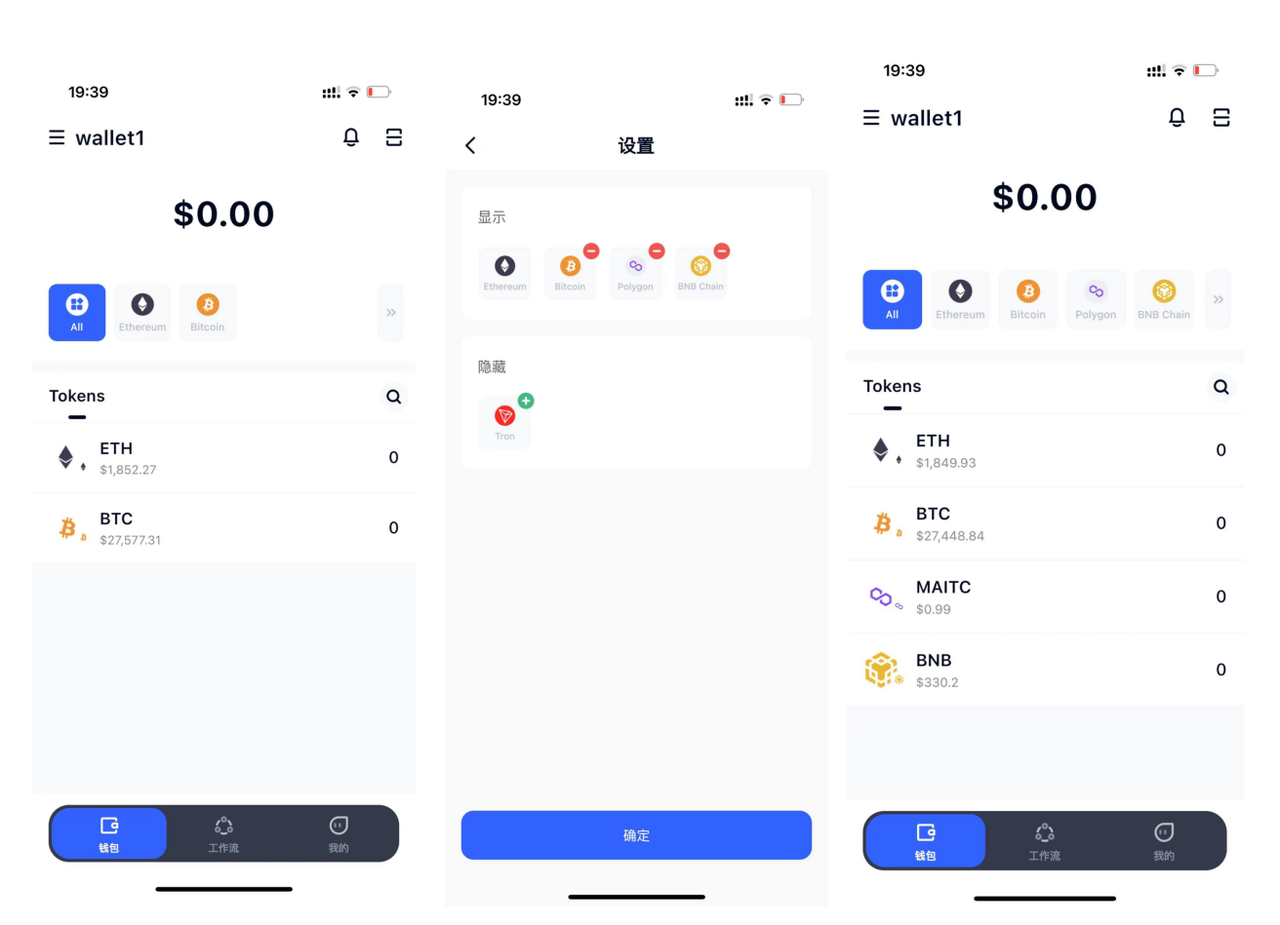 19:39
wallet1
$0.00
All
Ethereum
Bitcoin
Tokens
ETH
$1,852.27
0
BTC
$27,577.31
0
钱包
工作流
我的
19:39
设置
显示
Ethereum
Bitcoin
Polygon
BNB Chain
隐藏
Tron
确定
19:39
wallet1
$0.00
All
Ethereum
Bitcoin
Polygon
BNB Chain
Tokens
ETH
$1,849.93
0
BTC
$27,448.84
0
MAITC
$0.99
0
BNB
$330.2
0
钱包
工作流
我的